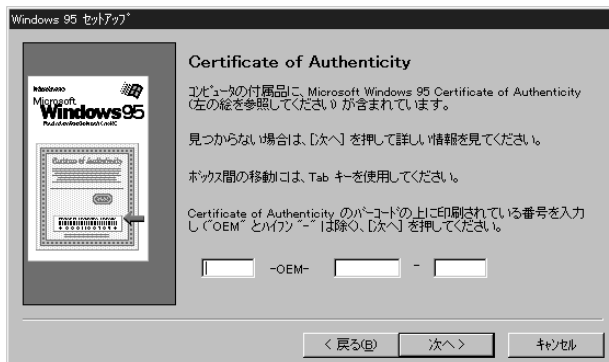 Windows 95 ｾｯﾄｱｯﾌﾟ
Microsoft
Windows95
Certificate of Authenticity
Certificate of Authenticity
ｺﾝﾋﾟｭｰﾀの付属品に、Microsoft Windows 95 Certificate of Authenticity
(左の絵を参照してください) が含まれています。
見つからない場合は、[次へ] を押して詳しい情報を見てください。
ﾎﾞｯｸｽ間の移動には、Tab キーを使用してください。
Certificate of Authenticity のﾊﾞｰｺｰﾄﾞの上に印刷されている番号を入力
し ("OEM" とﾊｲﾌﾝ "-" は除く)、[次へ] を押してください。
-OEM- -
< 戻る(B) 次へ > ｷｬﾝｾﾙ